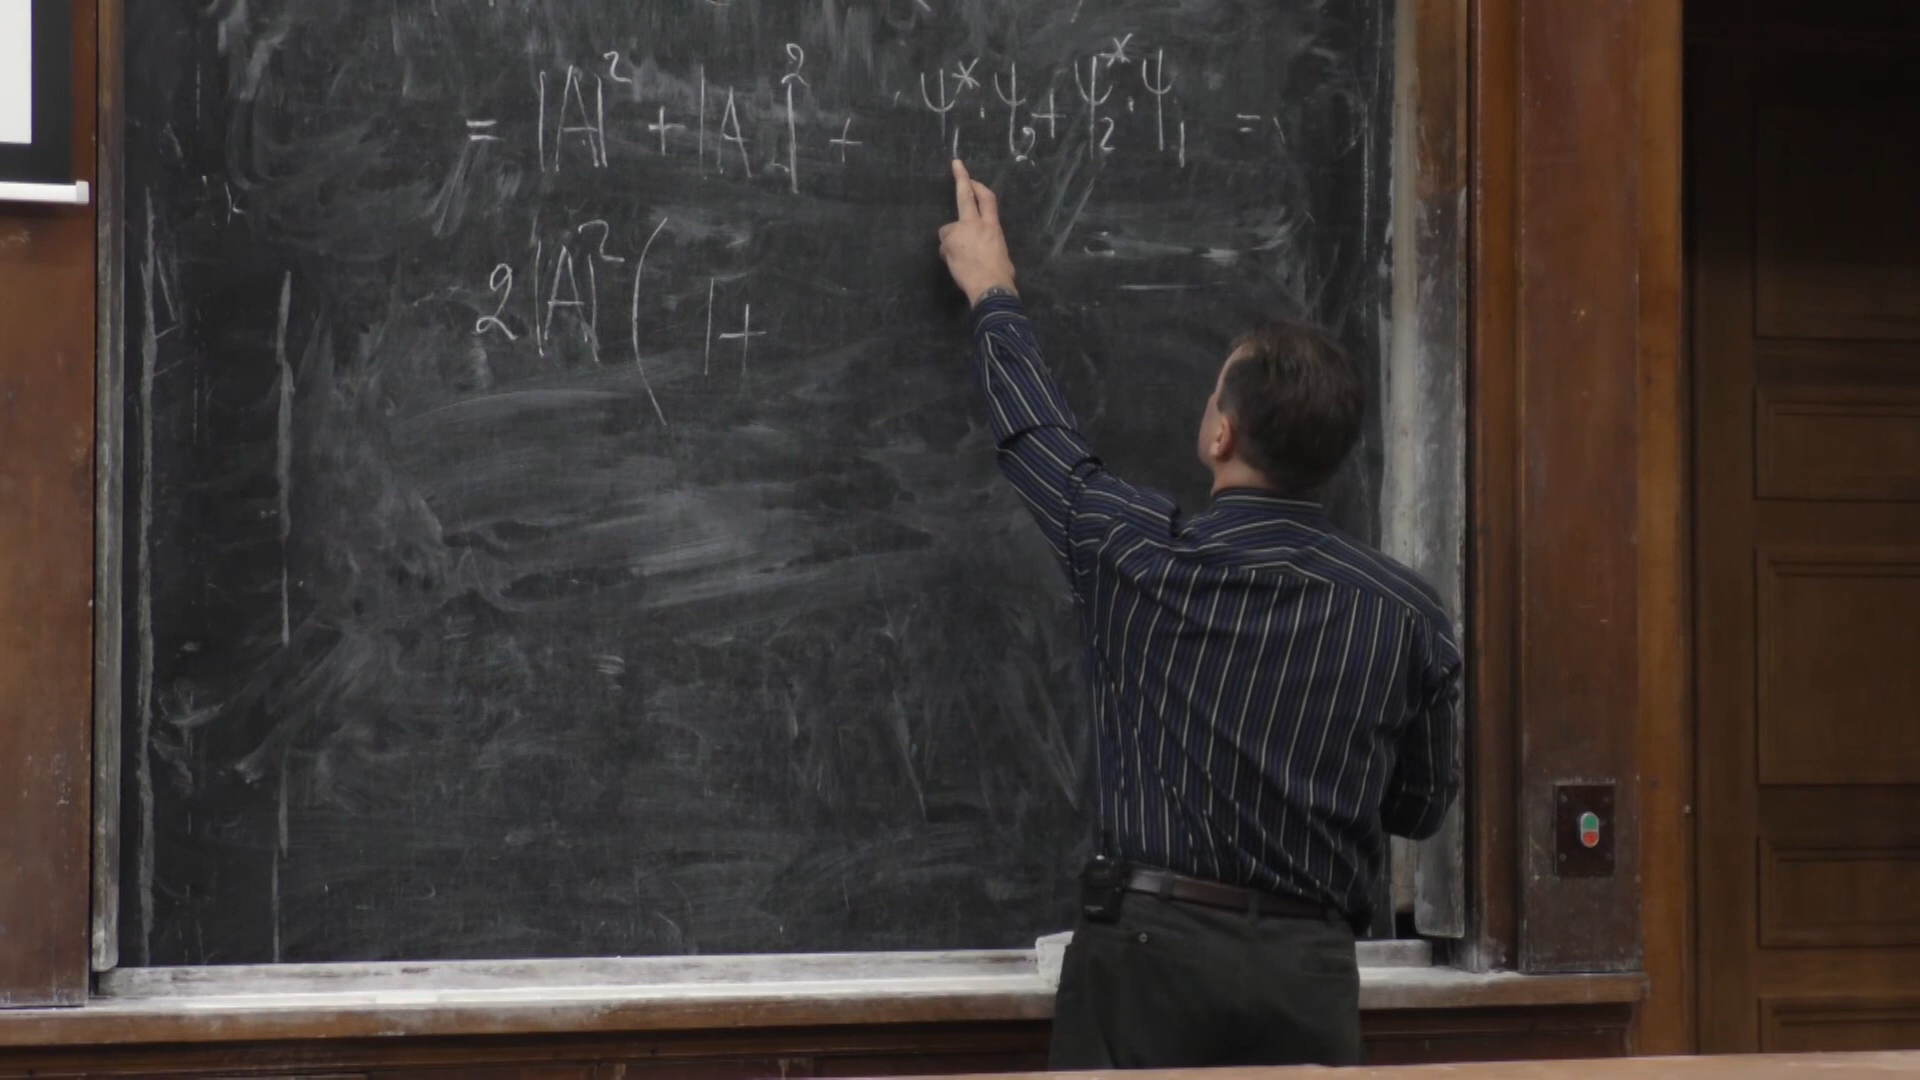 = |A|² + |A|² + ψ₁* · ψ₂ + ψ₂* · ψ₁ =
2|A|² ( 1 +